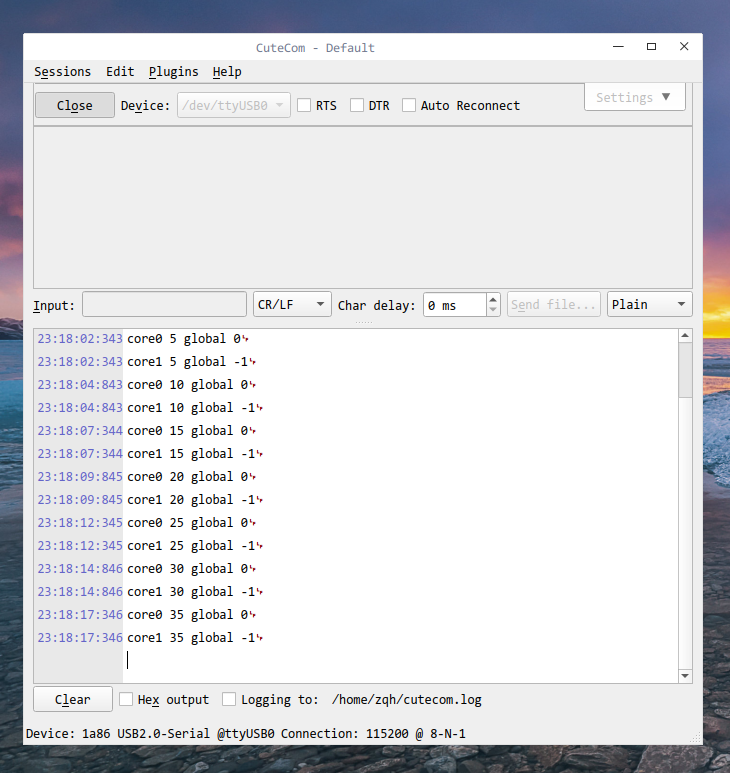 CuteCom - Default
Sessions Edit Plugins Help
Close Device: /dev/ttyUSB0 RTS DTR Auto Reconnect Settings
Input: CR/LF Char delay: 0 ms Send file... Plain
23:18:02:343 core0 5 global 0
23:18:02:343 core1 5 global -1
23:18:04:843 core0 10 global 0
23:18:04:843 core1 10 global -1
23:18:07:344 core0 15 global 0
23:18:07:344 core1 15 global -1
23:18:09:845 core0 20 global 0
23:18:09:845 core1 20 global -1
23:18:12:345 core0 25 global 0
23:18:12:345 core1 25 global -1
23:18:14:846 core0 30 global 0
23:18:14:846 core1 30 global -1
23:18:17:346 core0 35 global 0
23:18:17:346 core1 35 global -1
Clear Hex output Logging to: /home/zqh/cutecom.log
Device: 1a86 USB2.0-Serial @ttyUSB0 Connection: 115200 @ 8-N-1